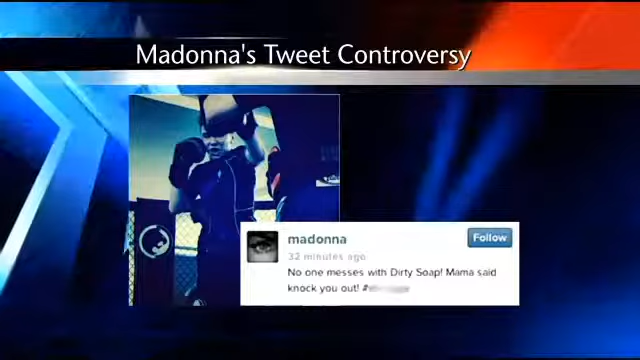 Madonna's Tweet Controversy
madonna
Follow
32 minutes ago
No one messes with Dirty Soap! Mama said
knock you out!